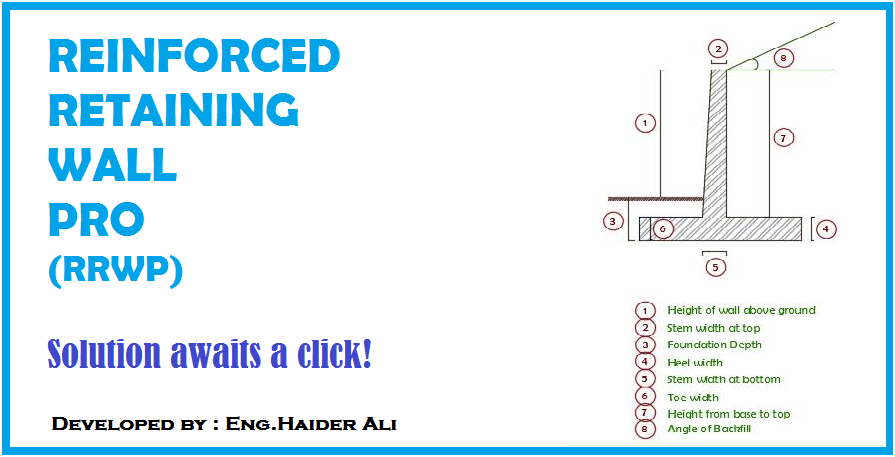 REINFORCED
RETAINING
WALL
PRO
(RRWP)
Solution awaits a click!
Developed by : Eng.Haider Ali
2
8
1
7
3
6
4
5
1 Height of wall above ground
2 Stem width at top
3 Foundation Depth
4 Heel width
5 Stem width at bottom
6 Toe width
7 Height from base to top
8 Angle of Backfill